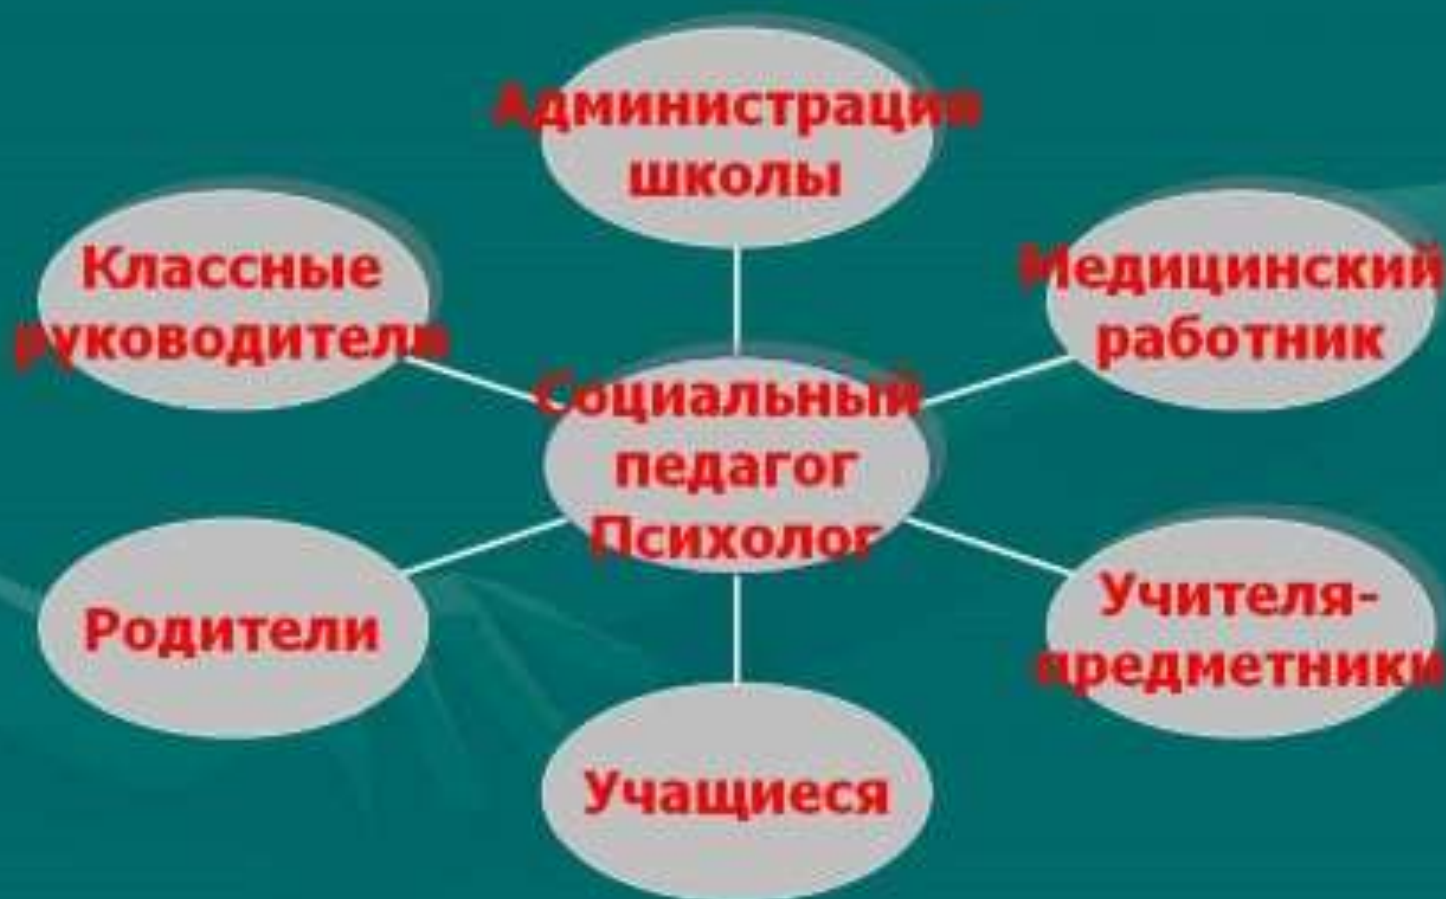 Администрация
школы
Классные
руководители
Медицинский
работник
Социальный
педагог
Психолог
Родители
Учителя-
предметники
Учащиеся